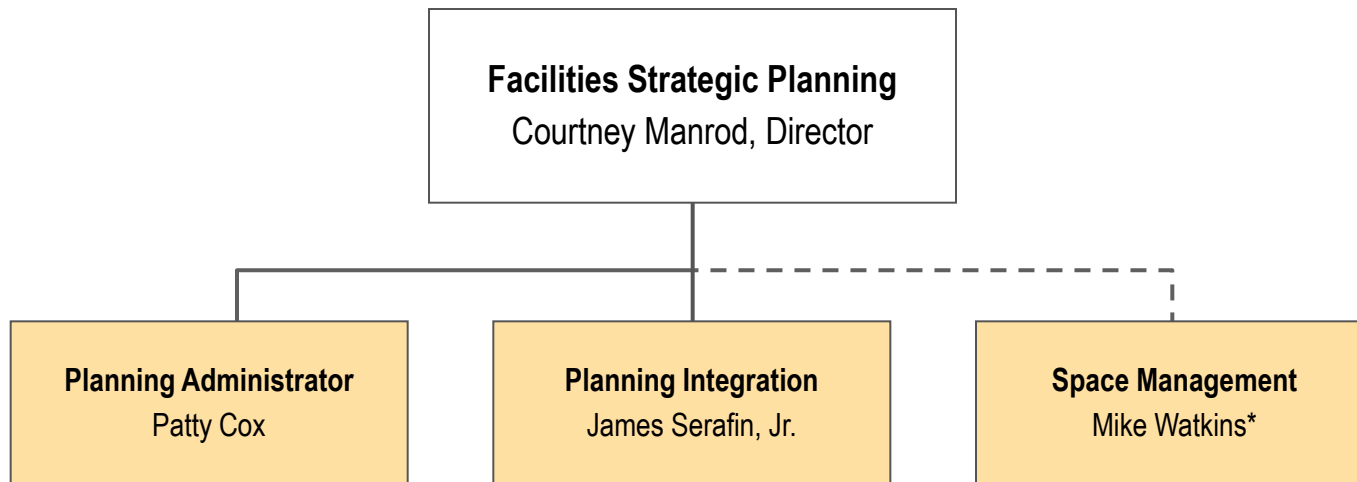 Facilities Strategic Planning
Courtney Manrod, Director
Planning Administrator
Patty Cox
Planning Integration
James Serafin, Jr.
Space Management
Mike Watkins*